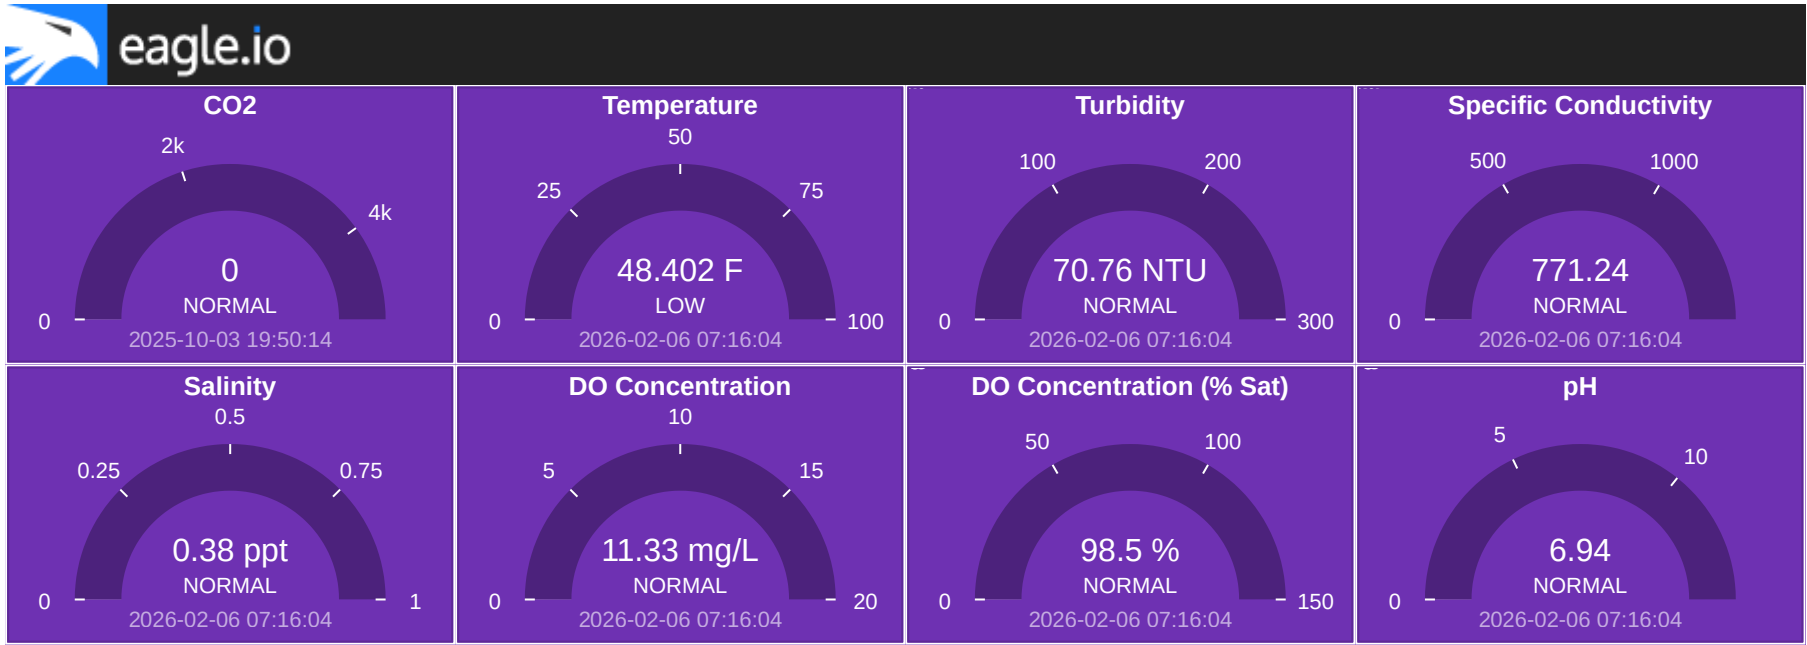 eagle.io
CO2
2k
4k
0
0
NORMAL
2025-10-03 19:50:14
Temperature
50
25
75
48.402 F
LOW
0
100
2026-02-06 07:16:04
Turbidity
100
200
70.76 NTU
NORMAL
0
300
2026-02-06 07:16:04
Specific Conductivity
500
1000
771.24
NORMAL
0
2026-02-06 07:16:04
Salinity
0.5
0.25
0.75
0.38 ppt
NORMAL
0
1
2026-02-06 07:16:04
DO Concentration
10
5
15
11.33 mg/L
NORMAL
0
20
2026-02-06 07:16:04
DO Concentration (% Sat)
50
100
98.5 %
NORMAL
0
150
2026-02-06 07:16:04
pH
5
10
6.94
NORMAL
0
2026-02-06 07:16:04